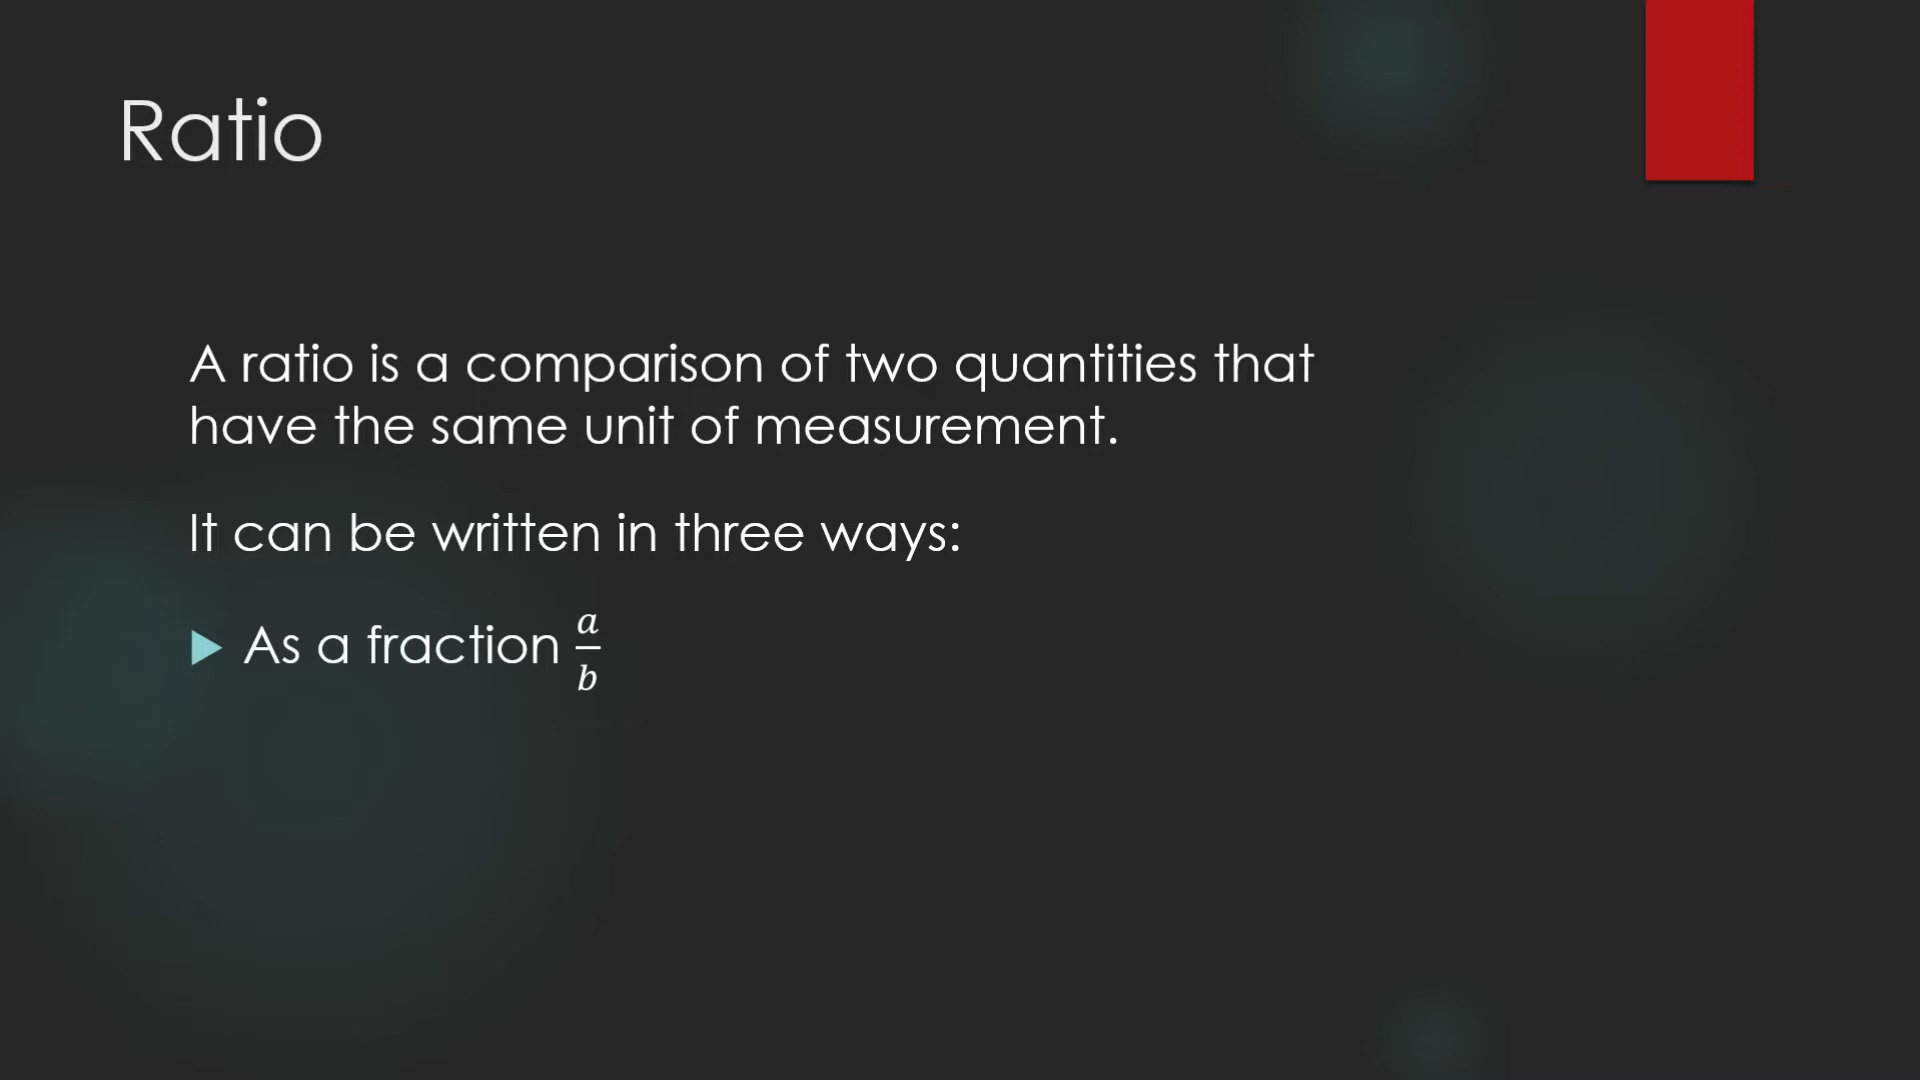 Ratio
A ratio is a comparison of two quantities that
have the same unit of measurement.
It can be written in three ways:
As a fraction a/b